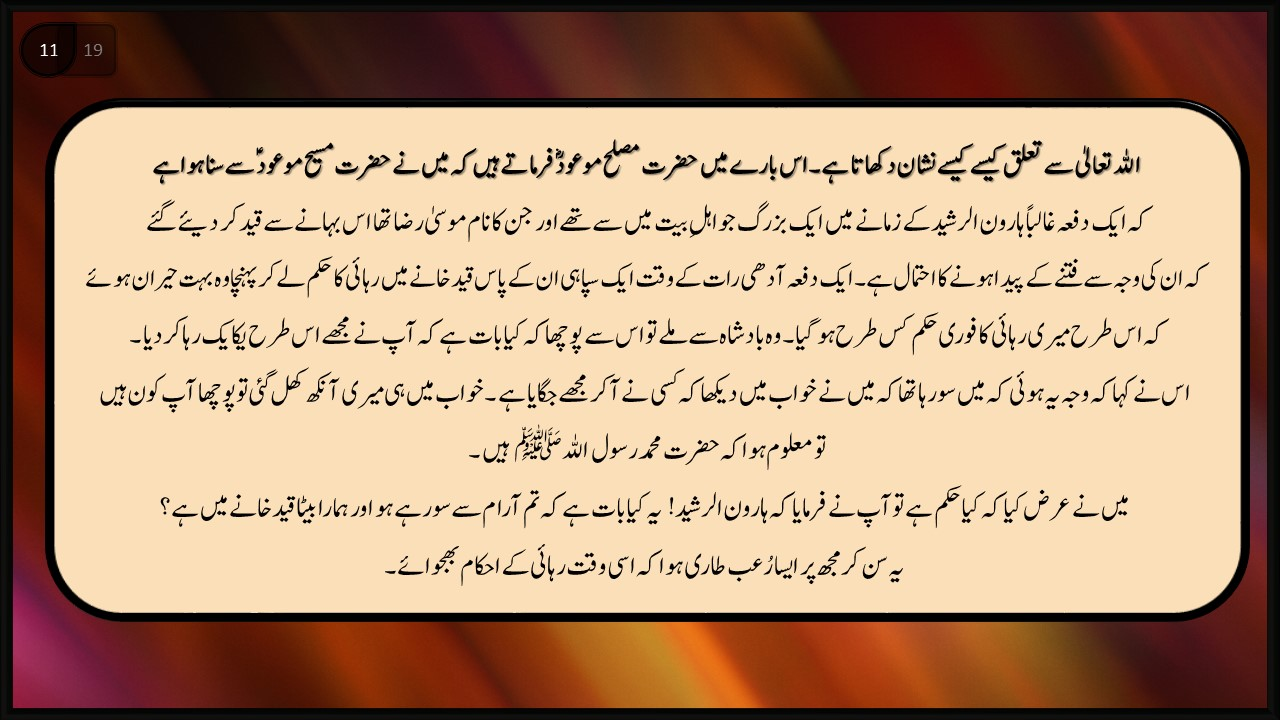 11 19
اللہ تعالیٰ سے تعلق کیسے کیسے نشان دکھاتا ہے۔ اس بارے میں حضرت مصلح موعودؓ فرماتے ہیں کہ میں نے حضرت مسیح موعودؑ سے سنا ہوا ہے
کہ ایک دفعہ غالباً ہارون الرشید کے زمانے میں ایک بزرگ جو اہلِ بیت میں سے تھے اور جن کا نام موسیٰ رضا تھا اس بہانے سے قید کر دیئے گئے
کہ ان کی وجہ سے فتنے کے پیدا ہونے کا احتمال ہے۔ ایک دفعہ آدھی رات کے وقت ایک سپاہی ان کے پاس قید خانے میں رہائی کا حکم لے کر پہنچا وہ بہت حیران ہوئے
کہ اس طرح میری رہائی کا فوری حکم کس طرح ہو گیا۔ وہ بادشاہ سے ملے تو اس سے پوچھا کہ کیا بات ہے کہ آپ نے مجھے اس طرح یکایک رہا کر دیا۔
اس نے کہا کہ وجہ یہ ہوئی کہ میں سو رہا تھا کہ میں نے خواب میں دیکھا کہ کسی نے آ کر مجھے جگایا ہے۔ خواب میں ہی میری آنکھ کھل گئی تو پوچھا آپ کون ہیں
تو معلوم ہوا کہ حضرت محمد رسول اللہ ﷺ ہیں۔
میں نے عرض کیا کہ کیا حکم ہے تو آپ نے فرمایا کہ ہارون الرشید! یہ کیا بات ہے کہ تم آرام سے سو رہے ہو اور ہمارا بیٹا قید خانے میں ہے؟
یہ سن کر مجھ پر ایسا رُعب طاری ہوا کہ اسی وقت رہائی کے احکام بھجوائے۔